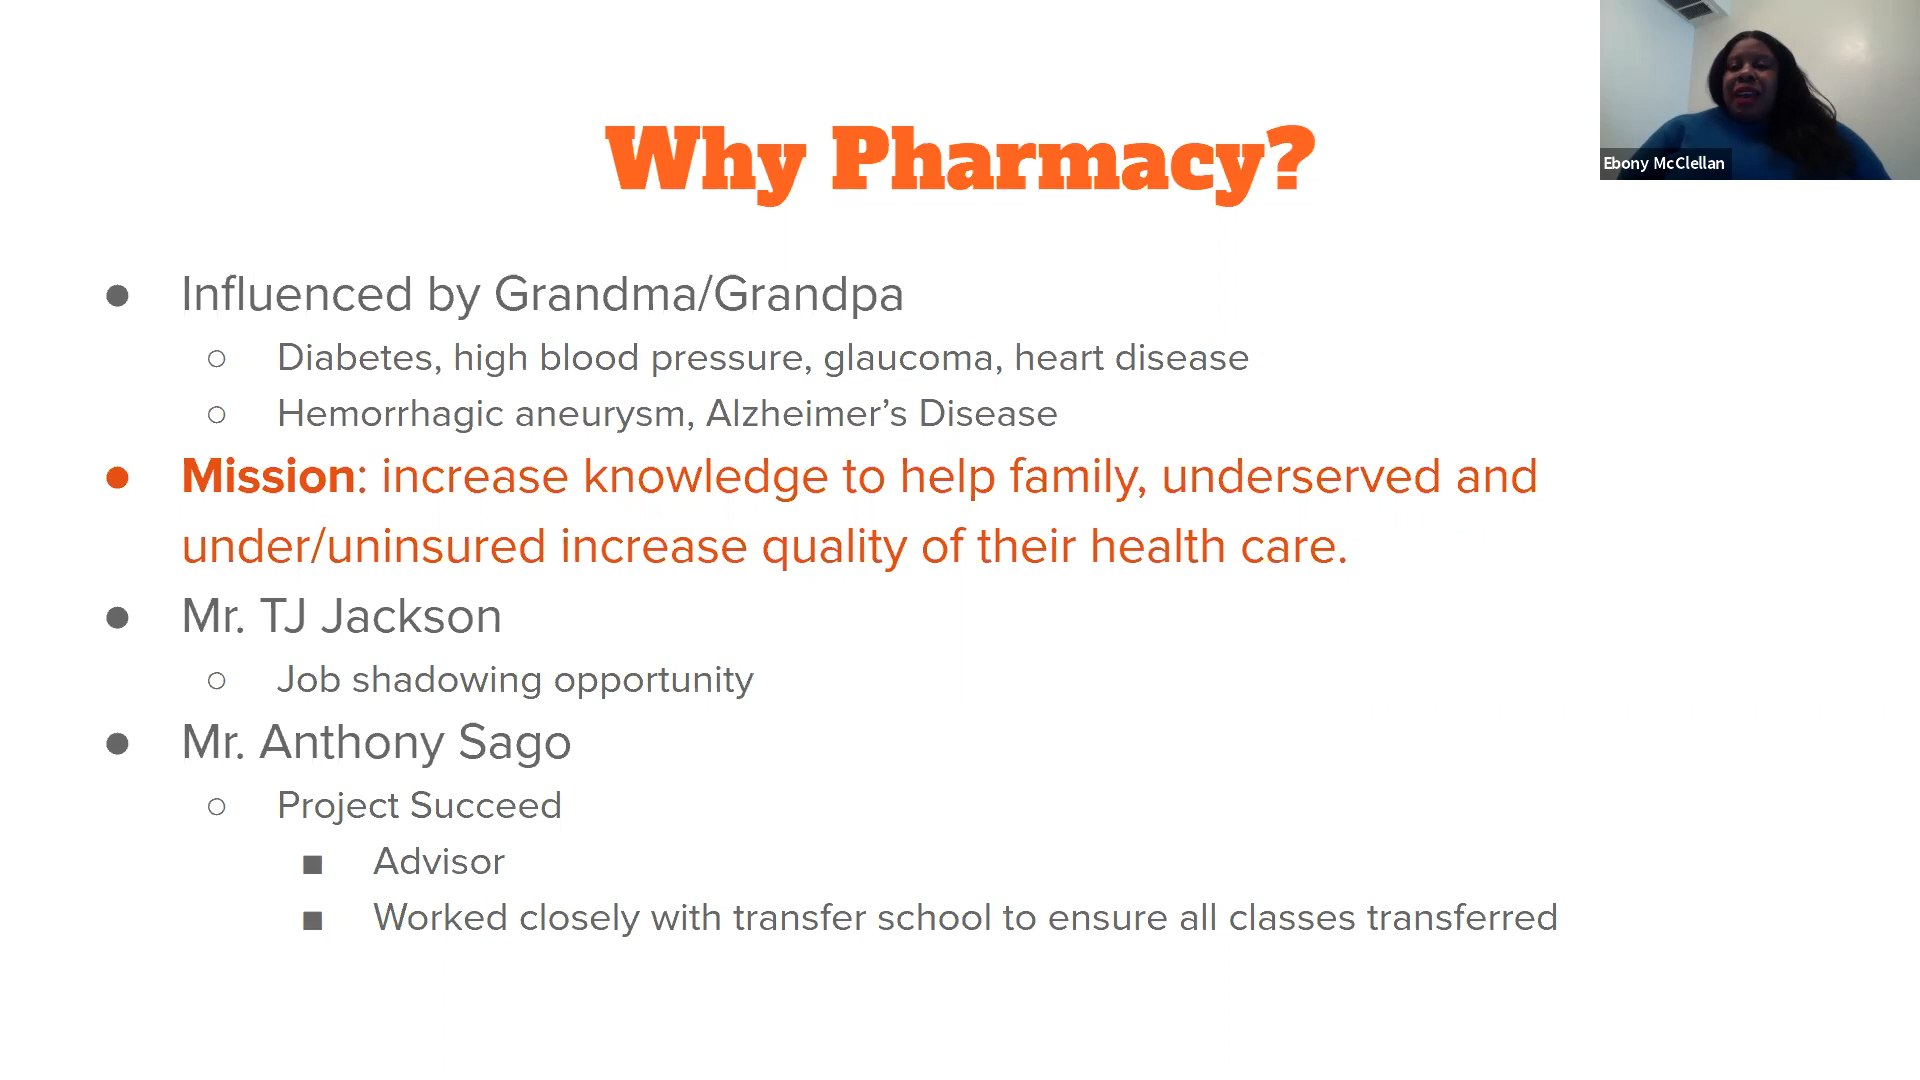 Why Pharmacy?
Ebony McClellan
● Influenced by Grandma/Grandpa
○ Diabetes, high blood pressure, glaucoma, heart disease
○ Hemorrhagic aneurysm, Alzheimer’s Disease
● Mission: increase knowledge to help family, underserved and
under/uninsured increase quality of their health care.
● Mr. TJ Jackson
○ Job shadowing opportunity
● Mr. Anthony Sago
○ Project Succeed
■ Advisor
■ Worked closely with transfer school to ensure all classes transferred